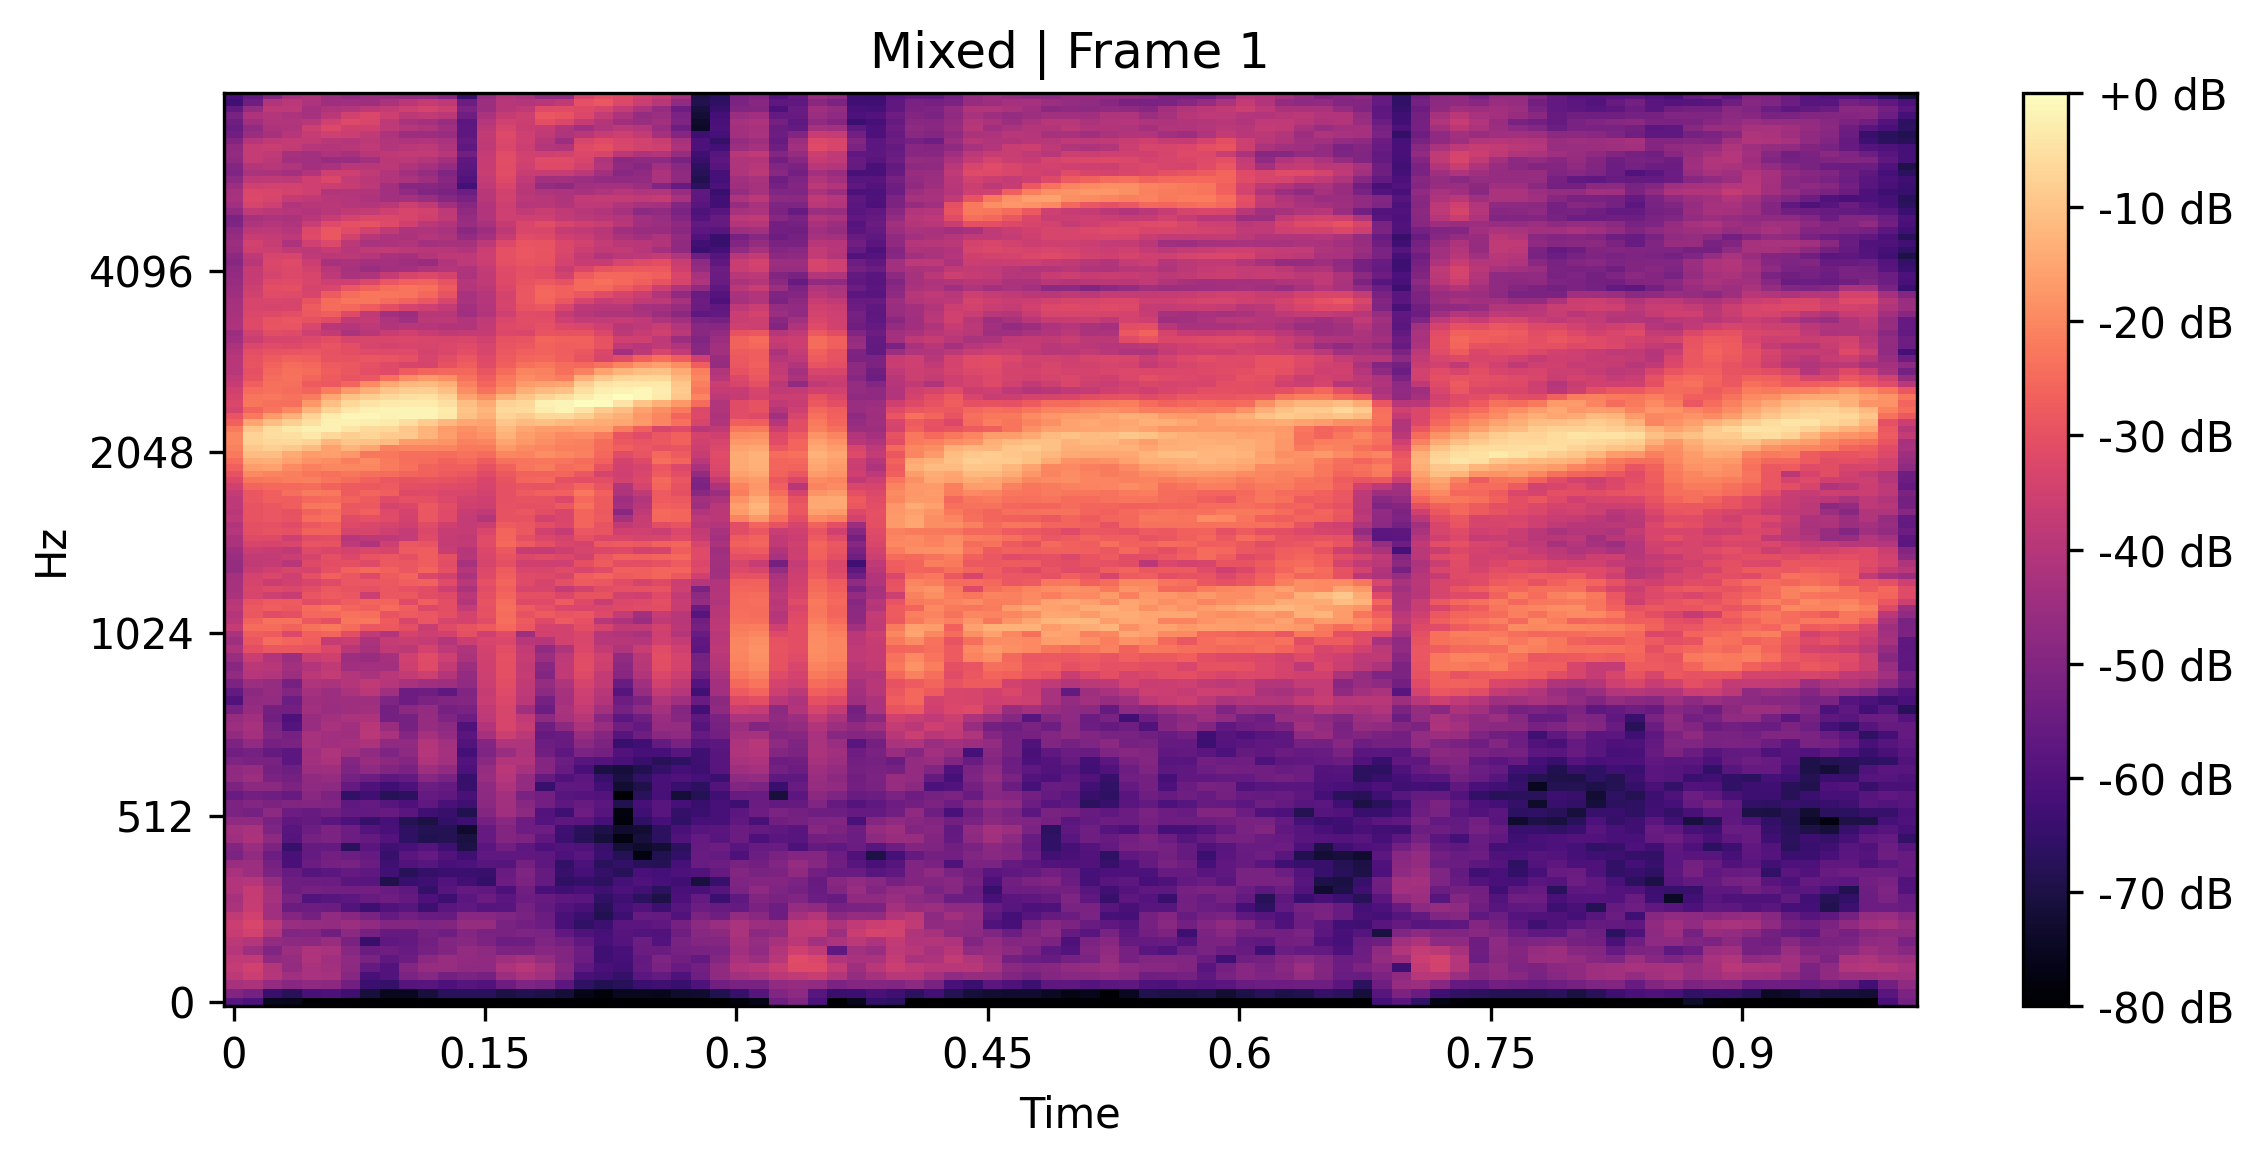 Mixed | Frame 1
+0 dB
-10 dB
-20 dB
-30 dB
-40 dB
-50 dB
-60 dB
-70 dB
-80 dB
Hz
4096
2048
1024
512
0
0 0.15 0.3 0.45 0.6 0.75 0.9
Time